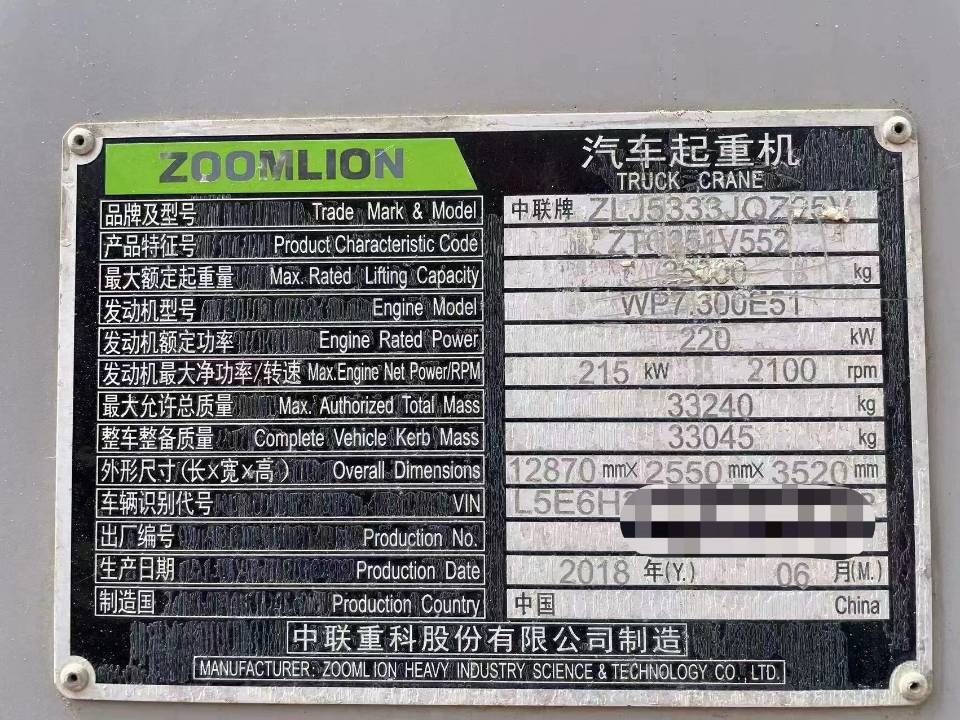 ZOOMLION
汽车起重机
TRUCK CRANE
品牌及型号 Trade Mark & Model 中联牌 ZLJ5333JQZ25V
产品特征号 Product Characteristic Code
最大额定起重量 Max. Rated Lifting Capacity kg
发动机型号 Engine Model WP7.300E51
发动机额定功率 Engine Rated Power 220 kW
发动机最大净功率/转速 Max.Engine Net Power/RPM 215 kW 2100 rpm
最大允许总质量 Max. Authorized Total Mass 33240 kg
整车整备质量 Complete Vehicle Kerb Mass 33045 kg
外形尺寸(长×宽×高) Overall Dimensions 12870 mm× 2550 mm× 3520 mm
车辆识别代号 VIN L5E6H
出厂编号 Production No.
生产日期 Production Date 2018 年(Y.) 06 月(M.)
制造国 Production Country 中国 China
中联重科股份有限公司制造
MANUFACTURER: ZOOMLION HEAVY INDUSTRY SCIENCE & TECHNOLOGY CO., LTD.